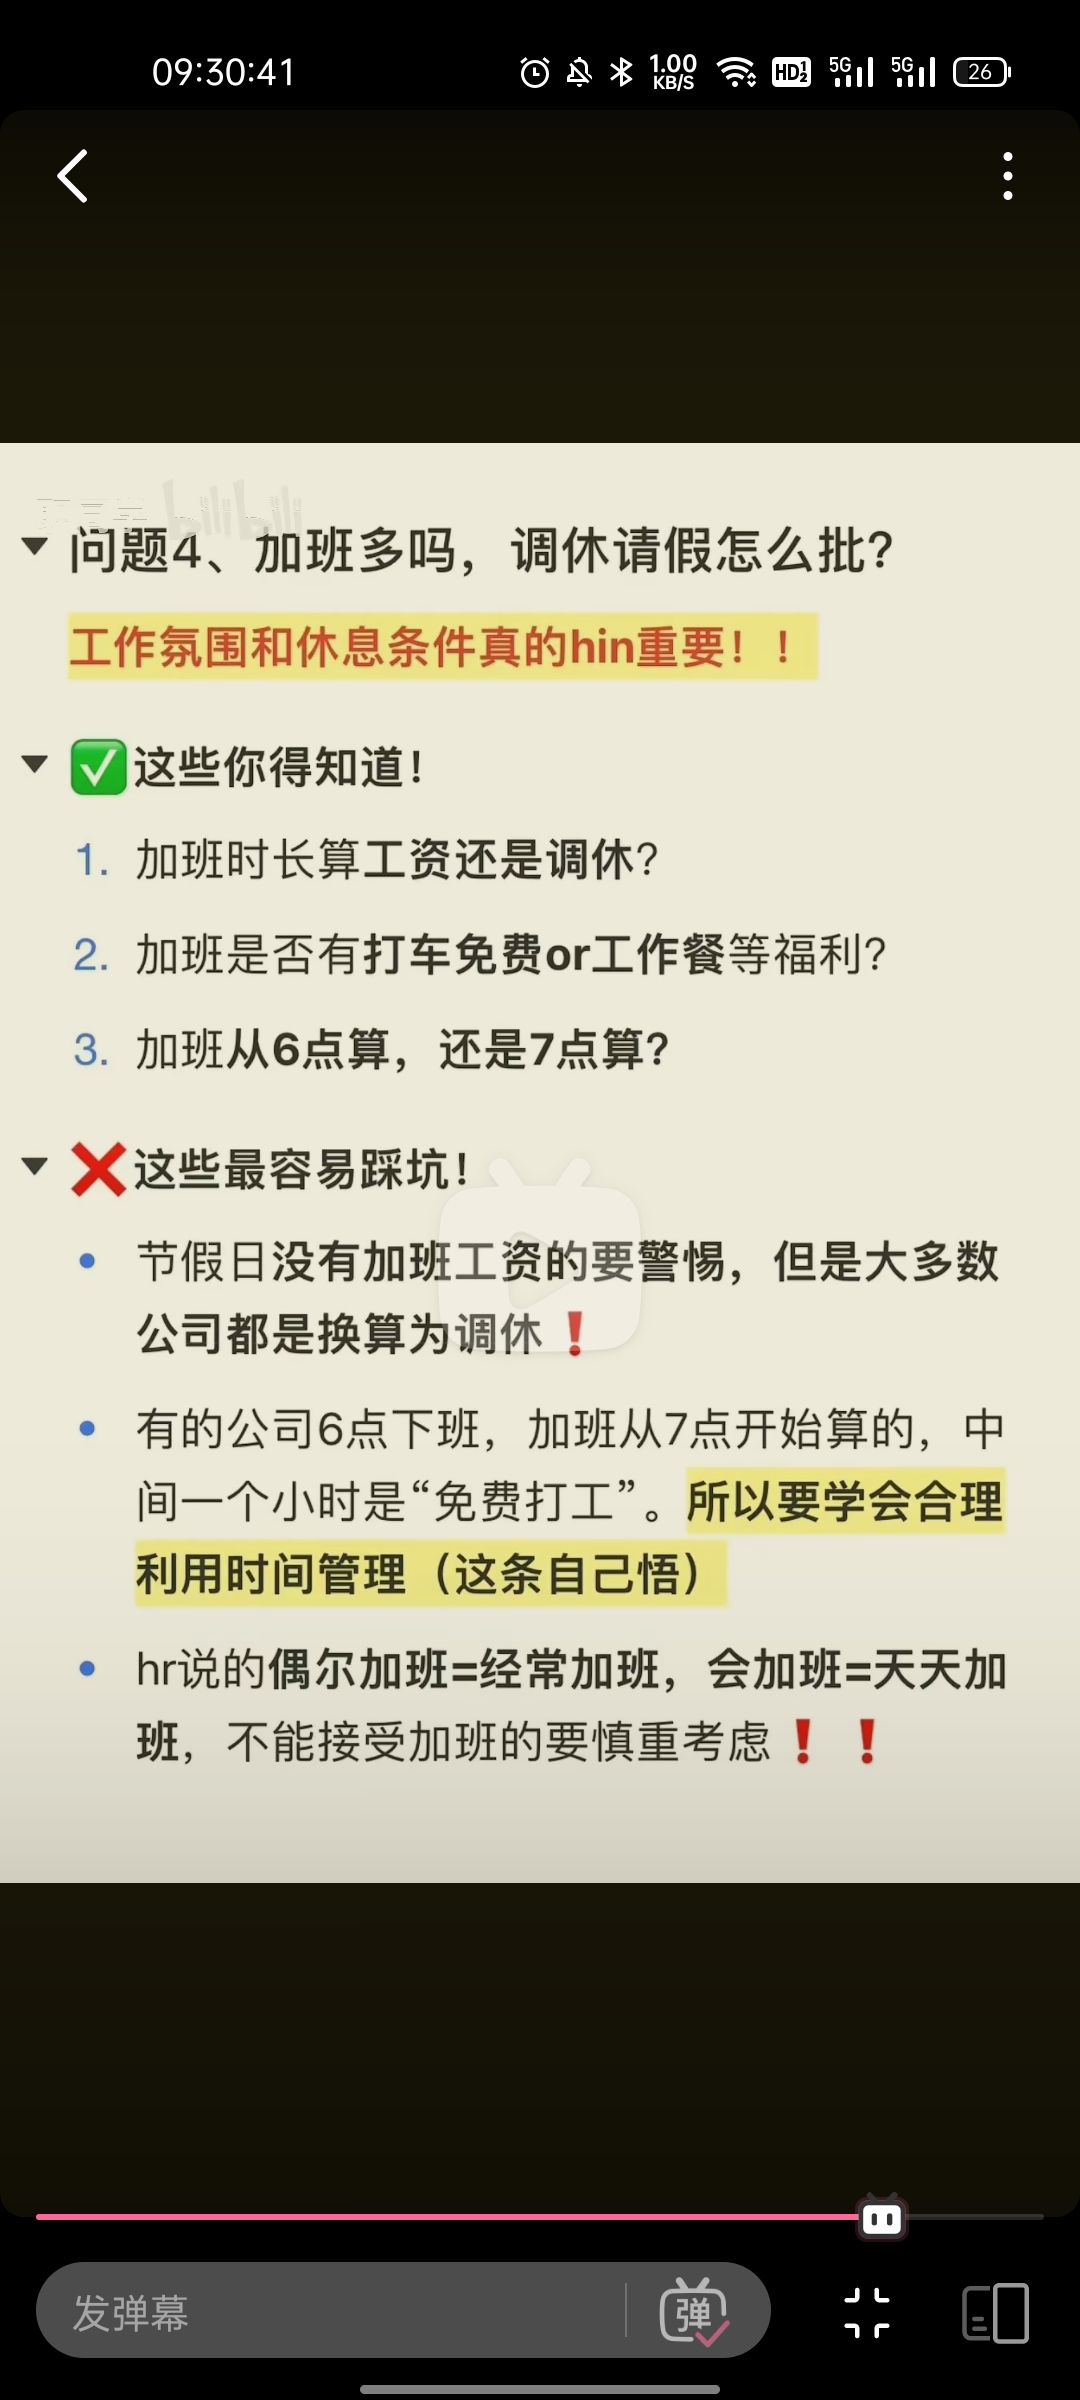 09:30:41
1.00
KB/S
HD
5G
5G
26
bilibili
问题4、加班多吗，调休请假怎么批？
工作氛围和休息条件真的hin重要！！
这些你得知道！
1. 加班时长算工资还是调休？
2. 加班是否有打车免费or工作餐等福利？
3. 加班从6点算，还是7点算？
这些最容易踩坑！
节假日没有加班工资的要警惕，但是大多数
公司都是换算为调休❗
有的公司6点下班，加班从7点开始算的，中
间一个小时是“免费打工”。所以要学会合理
利用时间管理（这条自己悟）
hr说的偶尔加班=经常加班，会加班=天天加
班，不能接受加班的要慎重考虑❗❗
发弹幕
弹